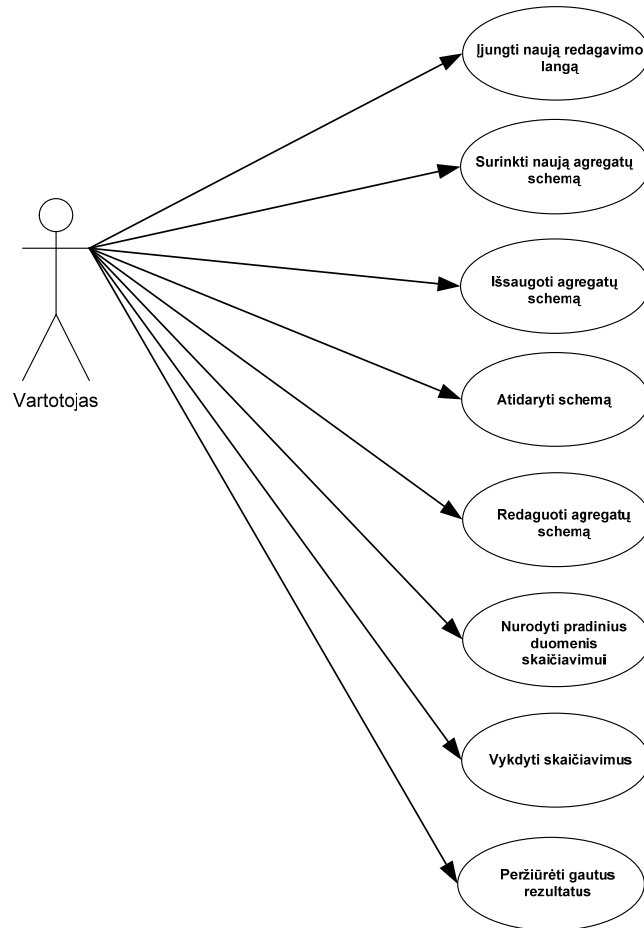 Įjungti naują redagavimo
langą
Surinkti naują agregatų
schemą
Išsaugoti agregatų
schemą
Vartotojas
Atidaryti schemą
Redaguoti agregatų
schemą
Nurodyti pradinius
duomenis
skaičiavimui
Vykdyti skaičiavimus
Peržiūrėti gautus
rezultatus